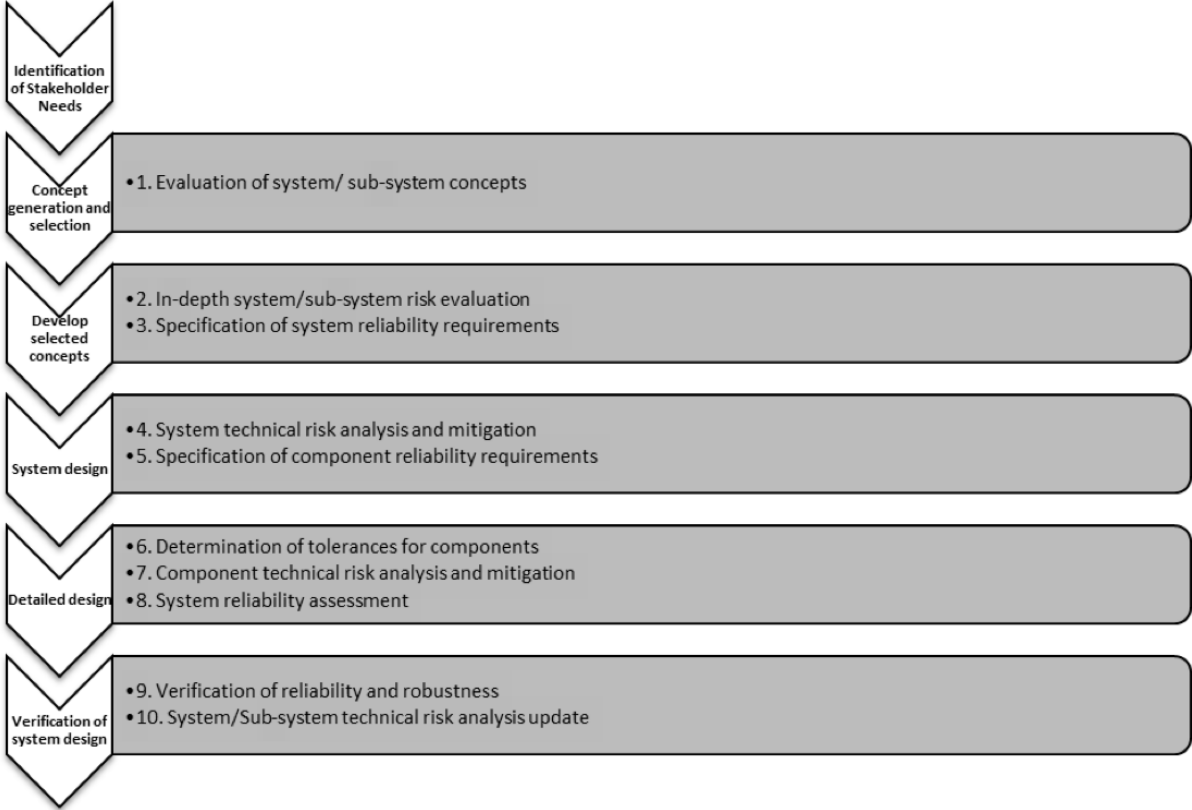 Identification
of Stakeholder
Needs
Concept
generation and
selection
•1. Evaluation of system/ sub-system concepts
Develop
selected
concepts
•2. In-depth system/sub-system risk evaluation
•3. Specification of system reliability requirements
System design
•4. System technical risk analysis and mitigation
•5. Specification of component reliability requirements
Detailed design
•6. Determination of tolerances for components
•7. Component technical risk analysis and mitigation
•8. System reliability assessment
Verification of
system design
•9. Verification of reliability and robustness
•10. System/Sub-system technical risk analysis update